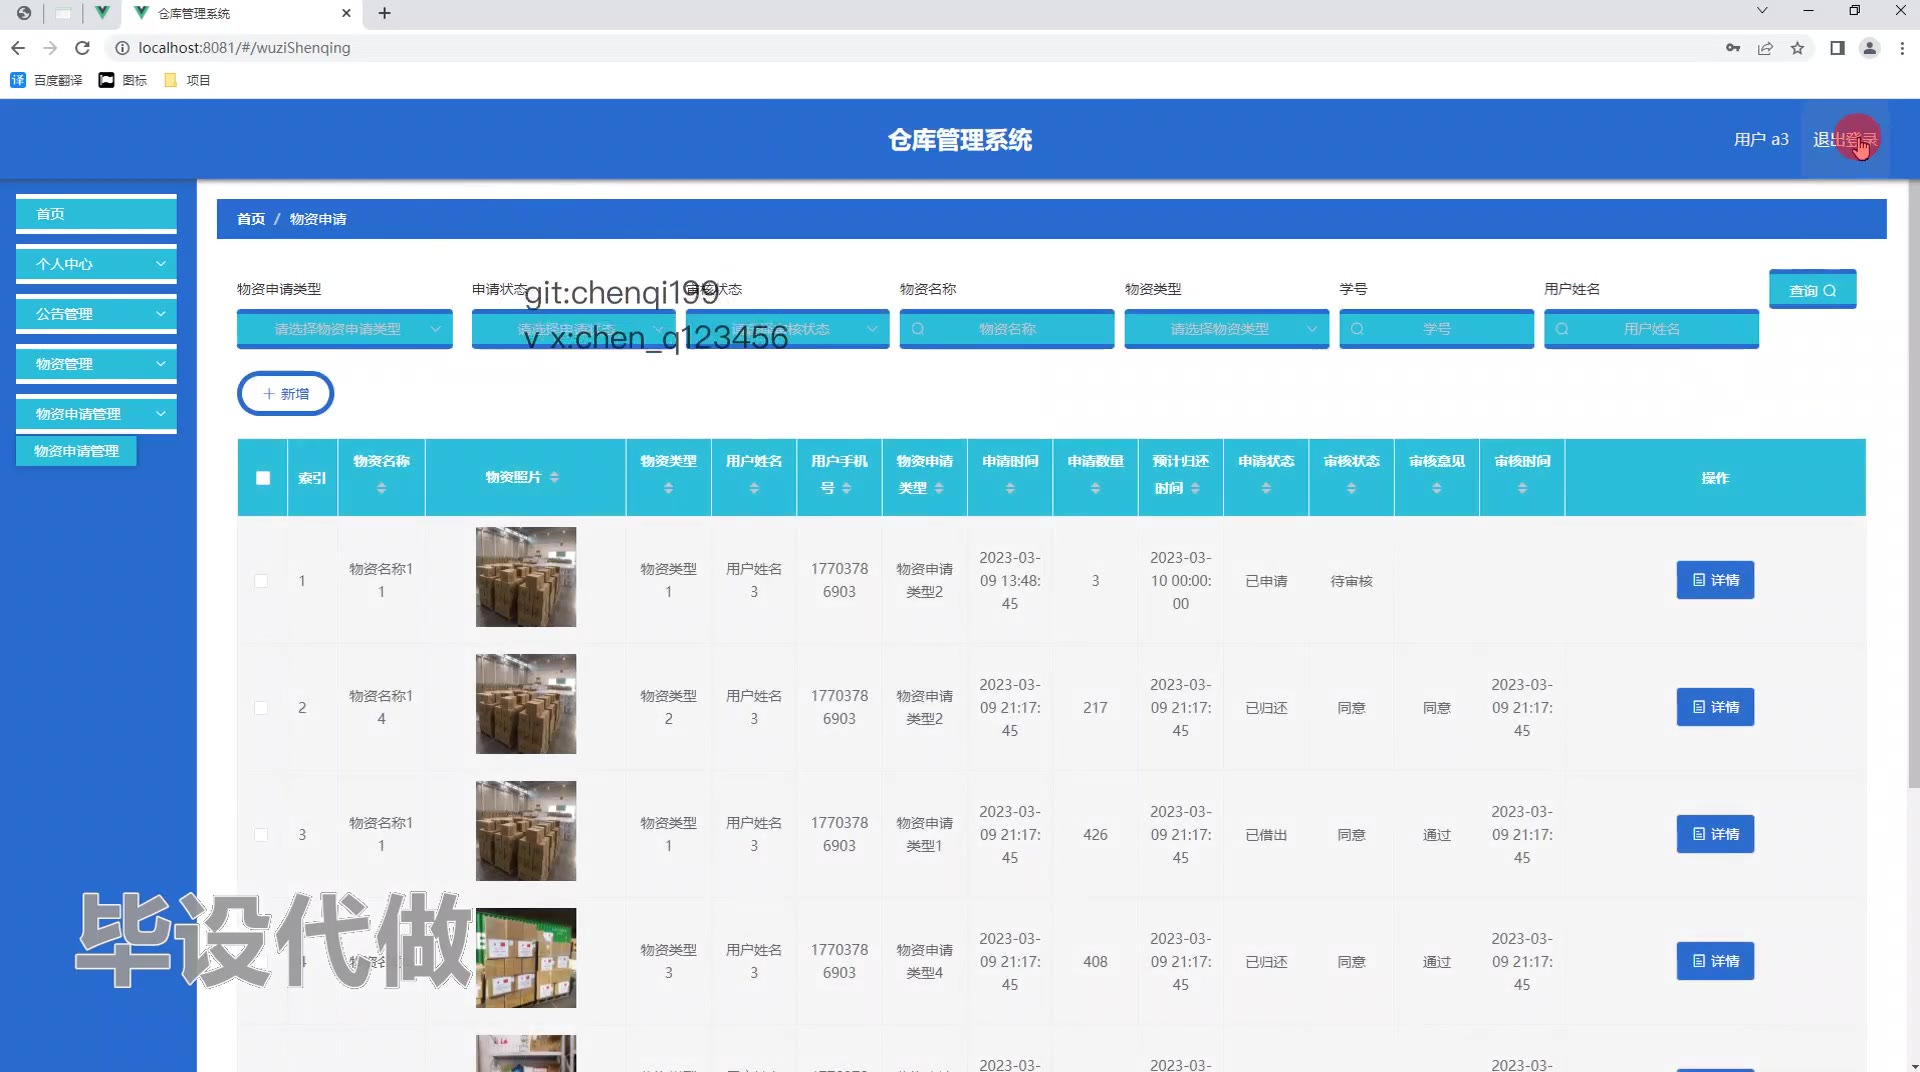 仓库管理系统
localhost:8081/#/wuziShenqing
百度翻译
图标
项目
仓库管理系统
用户 a3
退出登录
首页
个人中心
公告管理
物资管理
物资申请管理
物资申请管理
首页 / 物资申请
物资申请类型
申请状态
审核状态
物资名称
物资类型
学号
用户姓名
查询
请选择物资申请类型
请选择申请状态
物资名称
请选择物资类型
学号
用户姓名
git:chenqi199
v x:chen_q123456
新增
索引
物资名称
物资照片
物资类型
用户姓名
用户手机
号
物资申请
类型
申请时间
申请数量
预计归还
时间
申请状态
审核状态
审核意见
审核时间
操作
1
物资名称1
1
物资类型
1
用户姓名
3
1770378
6903
物资申请
类型2
2023-03-
09 13:48:
45
3
2023-03-
10 00:00:
00
已申请
待审核
详情
2
物资名称1
4
物资类型
2
用户姓名
3
1770378
6903
物资申请
类型2
2023-03-
09 21:17:
45
217
2023-03-
09 21:17:
45
已归还
同意
同意
2023-03-
09 21:17:
45
详情
3
物资名称1
1
物资类型
1
用户姓名
3
1770378
6903
物资申请
类型1
2023-03-
09 21:17:
45
426
2023-03-
09 21:17:
45
已借出
同意
通过
2023-03-
09 21:17:
45
详情
毕设代做
物资类型
3
用户姓名
3
1770378
6903
物资申请
类型4
2023-03-
09 21:17:
45
408
2023-03-
09 21:17:
45
已归还
同意
通过
2023-03-
09 21:17:
45
详情
2023-03-
2023-03-
2023-03-